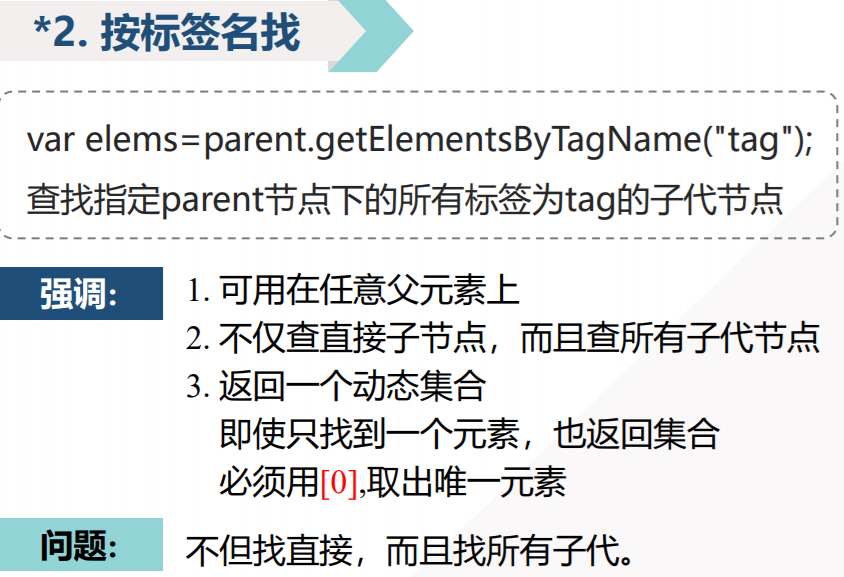 *2. 按标签名找
var elems=parent.getElementsByTagName("tag");
查找指定parent节点下的所有标签为tag的子代节点
强调:
1. 可用在任意父元素上
2. 不仅查直接子节点，而且查所有子代节点
3. 返回一个动态集合
即使只找到一个元素，也返回集合
必须用[0],取出唯一元素
问题:
不但找直接，而且找所有子代。